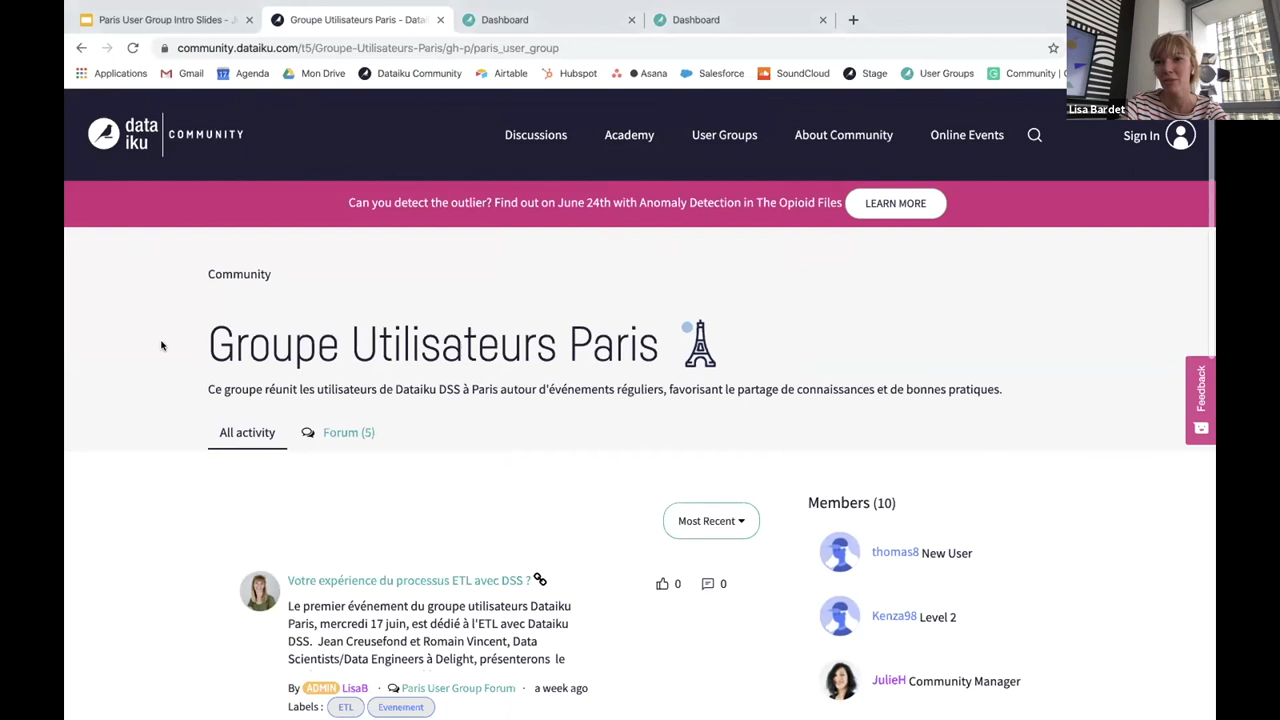 Paris User Group Intro Slides -
Groupe Utilisateurs Paris - Datai
Dashboard
Dashboard
community.dataiku.com/t5/Groupe-Utilisateurs-Paris/gh-p/paris_user_group
Applications
Gmail
Agenda
Mon Drive
Dataiku Community
Airtable
Hubspot
Asana
Salesforce
SoundCloud
Stage
User Groups
Community |
Lisa Bardet
data
iku
COMMUNITY
Discussions
Academy
User Groups
About Community
Online Events
Sign In
Can you detect the outlier? Find out on June 24th with Anomaly Detection in The Opioid Files
LEARN MORE
Community
Groupe Utilisateurs Paris
Ce groupe réunit les utilisateurs de Dataiku DSS à Paris autour d'événements réguliers, favorisant le partage de connaissances et de bonnes pratiques.
Feedback
All activity
Forum (5)
Most Recent
Members (10)
thomas8 New User
Kenza98 Level 2
JulieH Community Manager
Votre expérience du processus ETL avec DSS ?
0
0
Le premier événement du groupe utilisateurs Dataiku
Paris, mercredi 17 juin, est dédié à l'ETL avec Dataiku
DSS. Jean Creusefond et Romain Vincent, Data
Scientists/Data Engineers à Delight, présenterons le
By ADMIN LisaB · Paris User Group Forum · a week ago
Labels : ETL Evenement